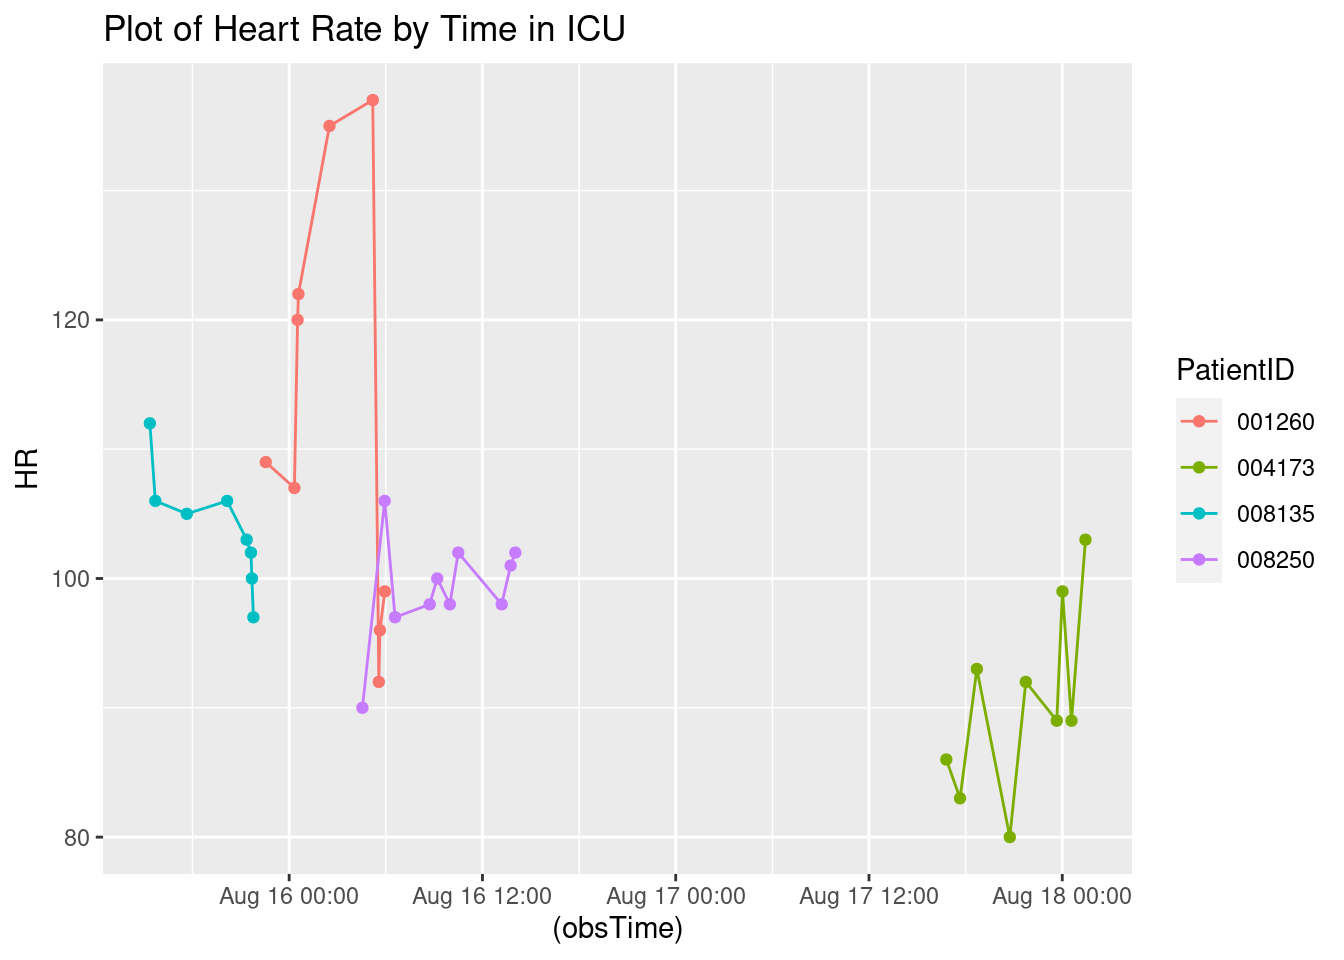 Plot of Heart Rate by Time in ICU
HR
120
100
80
Aug 16 00:00
Aug 16 12:00
Aug 17 00:00
Aug 17 12:00
Aug 18 00:00
(obsTime)
PatientID
001260
004173
008135
008250